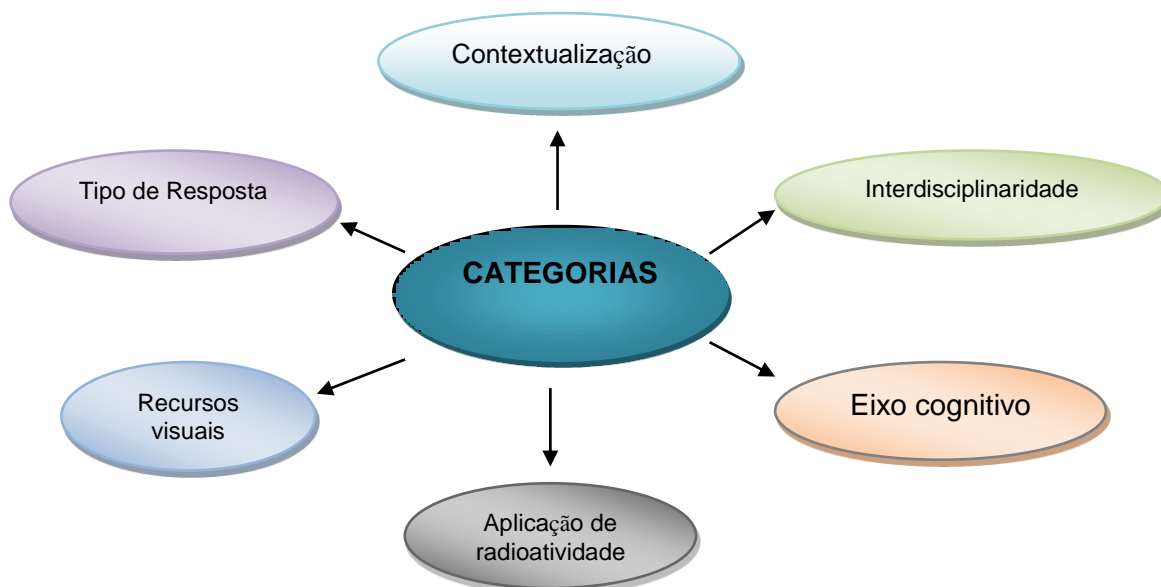 Contextualização
Tipo de Resposta
Interdisciplinaridade
CATEGORIAS
Recursos
visuais
Eixo cognitivo
Aplicação de
radioatividade